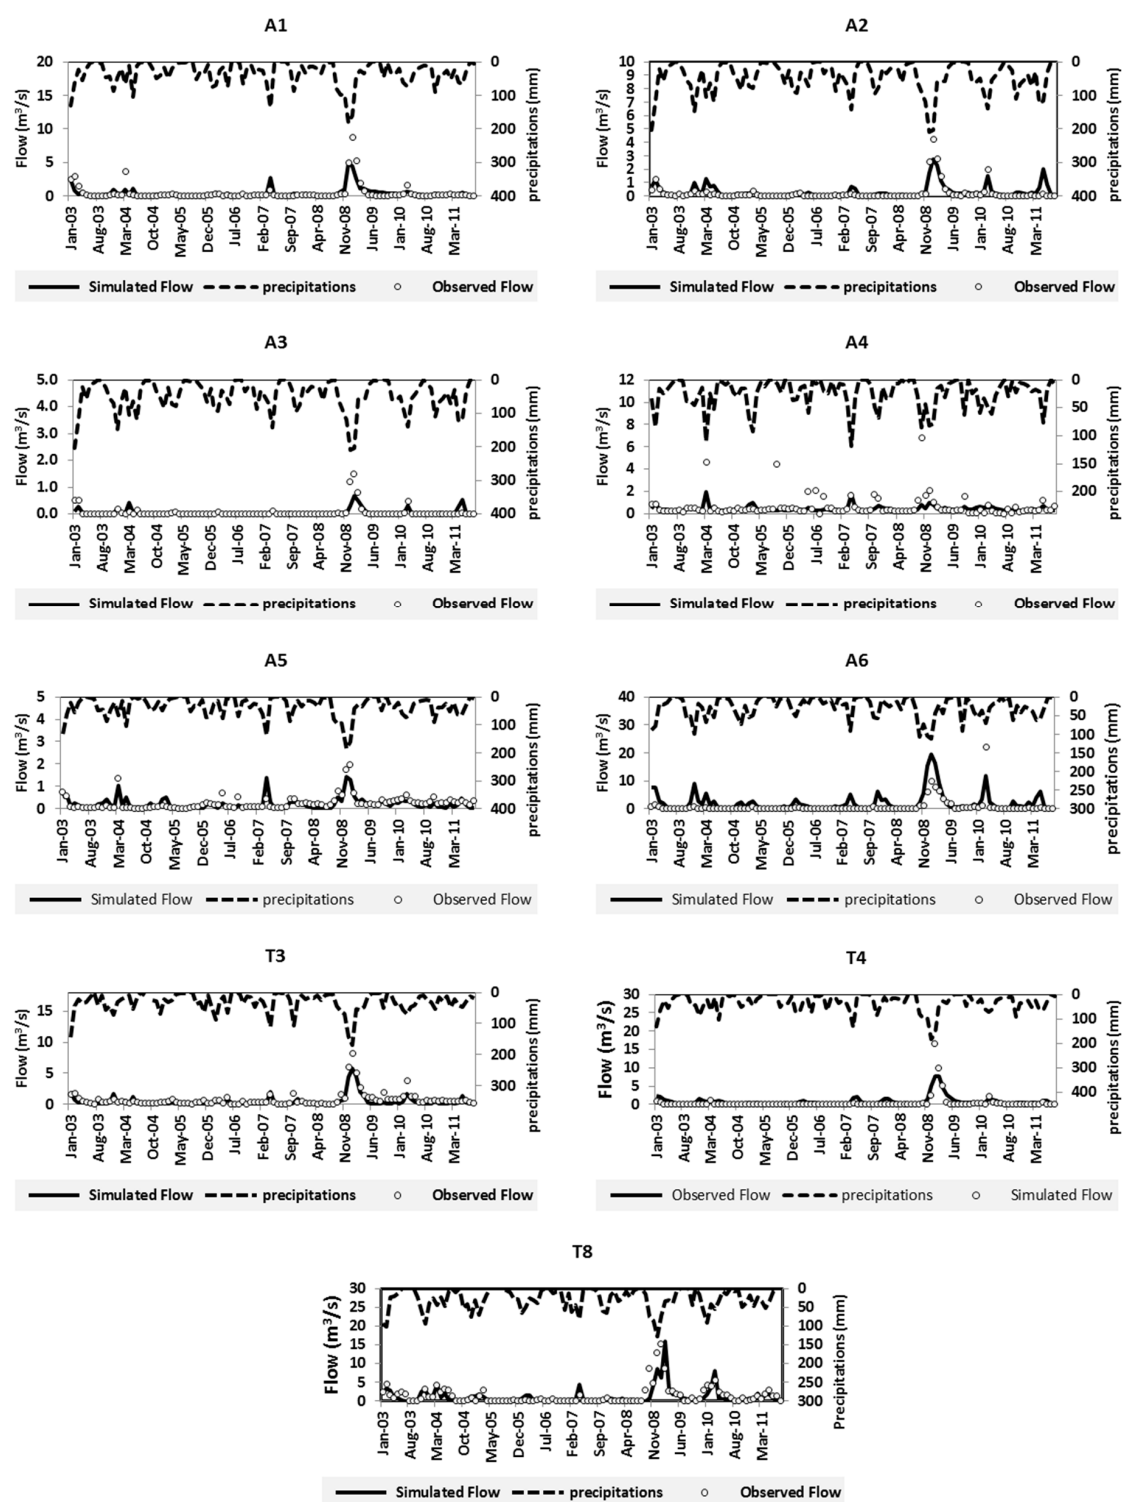 A1
Flow (m³/s)
20
15
10
5
0
0
100
200
300
400
precipitations (mm)
Jan-03 Aug-03 Mar-04 Oct-04 May-05 Dec-05 Jul-06 Feb-07 Sep-07 Apr-08 Nov-08 Jun-09 Jan-10 Aug-10 Mar-11
Simulated Flow precipitations Observed Flow
A2
Flow (m³/s)
10
9
8
7
6
5
4
3
2
1
0
0
100
200
300
400
precipitations (mm)
Jan-03 Aug-03 Mar-04 Oct-04 May-05 Dec-05 Jul-06 Feb-07 Sep-07 Apr-08 Nov-08 Jun-09 Jan-10 Aug-10 Mar-11
Simulated Flow precipitations Observed Flow
A3
Flow (m³/s)
5.0
4.0
3.0
2.0
1.0
0.0
0
100
200
300
400
precipitations (mm)
Jan-03 Aug-03 Mar-04 Oct-04 May-05 Dec-05 Jul-06 Feb-07 Sep-07 Apr-08 Nov-08 Jun-09 Jan-10 Aug-10 Mar-11
Simulated Flow precipitations Observed Flow
A4
Flow (m³/s)
12
10
8
6
4
2
0
0
50
100
150
200
precipitations (mm)
Jan-03 Aug-03 Mar-04 Oct-04 May-05 Dec-05 Jul-06 Feb-07 Sep-07 Apr-08 Nov-08 Jun-09 Jan-10 Aug-10 Mar-11
Simulated Flow precipitations Observed Flow
A5
Flow (m³/s)
5
4
3
2
1
0
0
100
200
300
400
precipitations (mm)
Jan-03 Aug-03 Mar-04 Oct-04 May-05 Dec-05 Jul-06 Feb-07 Sep-07 Apr-08 Nov-08 Jun-09 Jan-10 Aug-10 Mar-11
Simulated Flow precipitations Observed Flow
A6
Flow (m³/s)
40
30
20
10
0
0
50
100
150
200
250
300
precipitations (mm)
Jan-03 Aug-03 Mar-04 Oct-04 May-05 Dec-05 Jul-06 Feb-07 Sep-07 Apr-08 Nov-08 Jun-09 Jan-10 Aug-10 Mar-11
Simulated Flow precipitations Observed Flow
T3
Flow (m³/s)
15
10
5
0
0
100
200
300
precipitations (mm)
Jan-03 Aug-03 Mar-04 Oct-04 May-05 Dec-05 Jul-06 Feb-07 Sep-07 Apr-08 Nov-08 Jun-09 Jan-10 Aug-10 Mar-11
Simulated Flow precipitations Observed Flow
T4
Flow (m³/s)
30
25
20
15
10
5
0
0
100
200
300
400
precipitations (mm)
Jan-03 Aug-03 Mar-04 Oct-04 May-05 Dec-05 Jul-06 Feb-07 Sep-07 Apr-08 Nov-08 Jun-09 Jan-10 Aug-10 Mar-11
Observed Flow precipitations Simulated Flow
T8
Flow (m³/s)
30
25
20
15
10
5
0
0
50
100
150
200
250
300
Precipitations (mm)
Jan-03 Aug-03 Mar-04 Oct-04 May-05 Dec-05 Jul-06 Feb-07 Sep-07 Apr-08 Nov-08 Jun-09 Jan-10 Aug-10 Mar-11
Simulated Flow precipitations Observed Flow